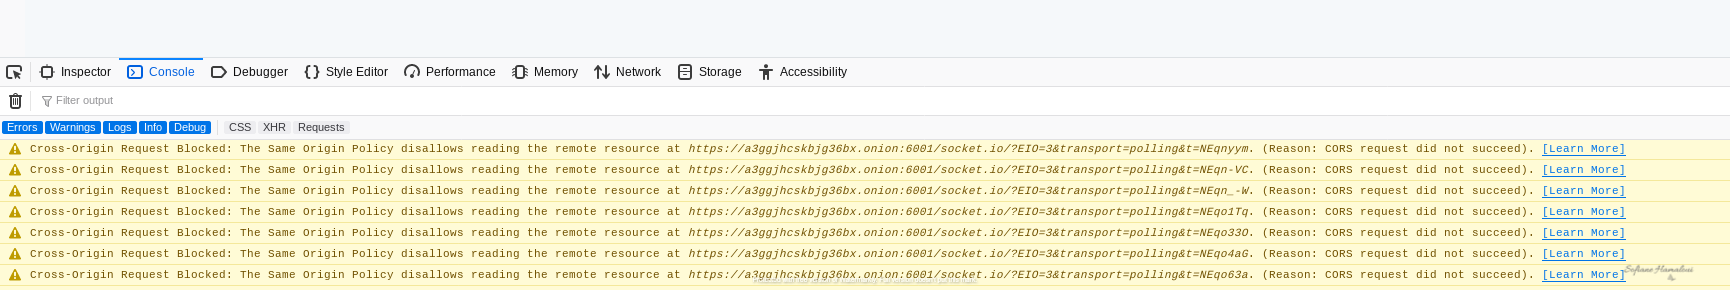 Inspector Console Debugger Style Editor Performance Memory Network Storage Accessibility
Filter output
Errors Warnings Logs Info Debug CSS XHR Requests
Cross-Origin Request Blocked: The Same Origin Policy disallows reading the remote resource at https://a3ggjhcskbjg36bx.onion:6001/socket.io/?EIO=3&transport=polling&t=NEqnyym. (Reason: CORS request did not succeed). [Learn More]
Cross-Origin Request Blocked: The Same Origin Policy disallows reading the remote resource at https://a3ggjhcskbjg36bx.onion:6001/socket.io/?EIO=3&transport=polling&t=NEqn-VC. (Reason: CORS request did not succeed). [Learn More]
Cross-Origin Request Blocked: The Same Origin Policy disallows reading the remote resource at https://a3ggjhcskbjg36bx.onion:6001/socket.io/?EIO=3&transport=polling&t=NEqn_-W. (Reason: CORS request did not succeed). [Learn More]
Cross-Origin Request Blocked: The Same Origin Policy disallows reading the remote resource at https://a3ggjhcskbjg36bx.onion:6001/socket.io/?EIO=3&transport=polling&t=NEqo1Tq. (Reason: CORS request did not succeed). [Learn More]
Cross-Origin Request Blocked: The Same Origin Policy disallows reading the remote resource at https://a3ggjhcskbjg36bx.onion:6001/socket.io/?EIO=3&transport=polling&t=NEqo33O. (Reason: CORS request did not succeed). [Learn More]
Cross-Origin Request Blocked: The Same Origin Policy disallows reading the remote resource at https://a3ggjhcskbjg36bx.onion:6001/socket.io/?EIO=3&transport=polling&t=NEqo4aG. (Reason: CORS request did not succeed). [Learn More]
Cross-Origin Request Blocked: The Same Origin Policy disallows reading the remote resource at https://a3ggjhcskbjg36bx.onion:6001/socket.io/?EIO=3&transport=polling&t=NEqo63a. (Reason: CORS request did not succeed). [Learn More]